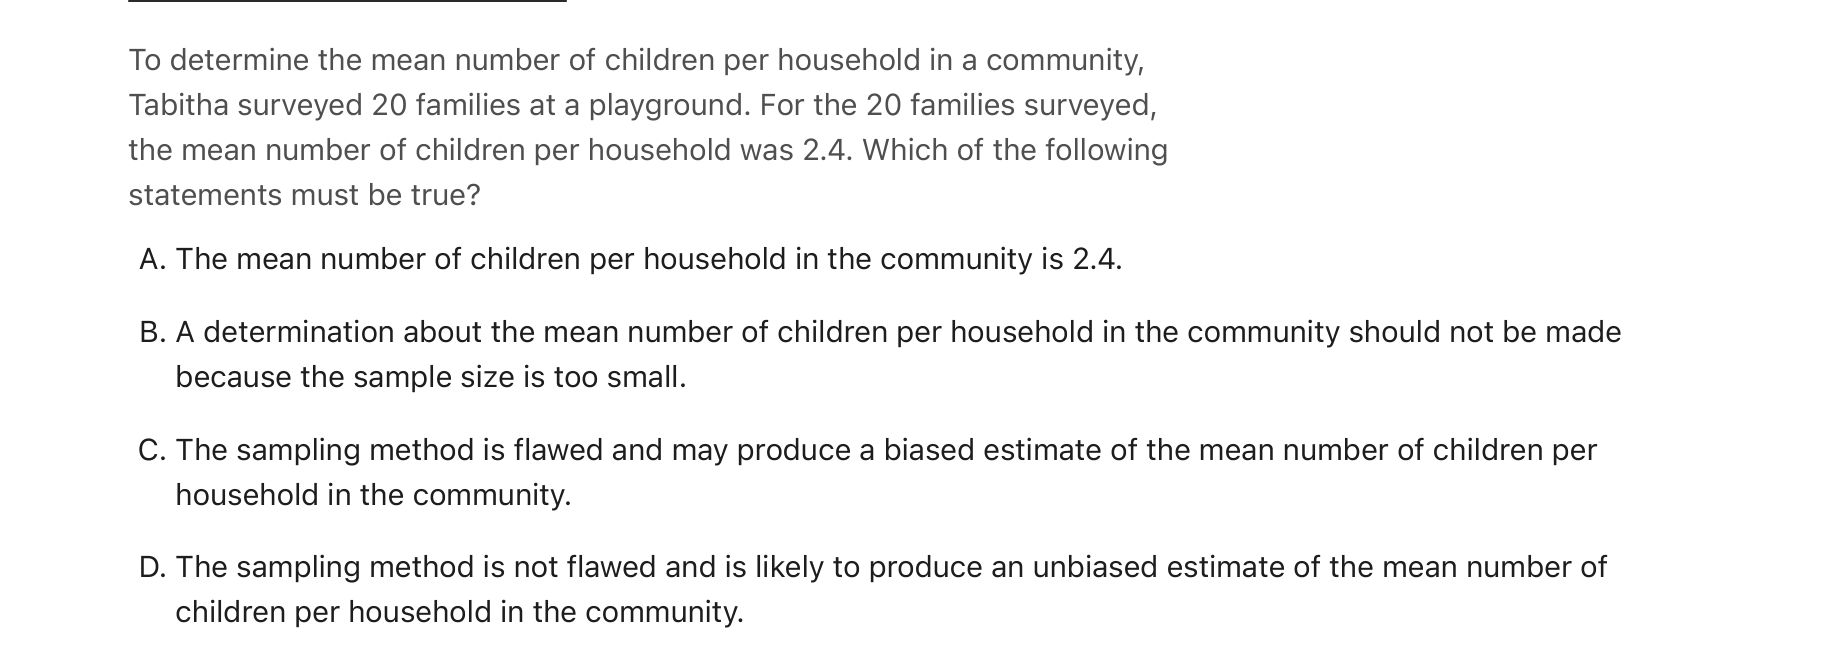 To determine the mean number of children per household in a community,
Tabitha surveyed 20 families at a playground. For the 20 families surveyed,
the mean number of children per household was 2.4. Which of the following
statements must be true?
A. The mean number of children per household in the community is 2.4.
B. A determination about the mean number of children per household in the community should not be made
because the sample size is too small.
C. The sampling method is flawed and may produce a biased estimate of the mean number of children per
household in the community.
D. The sampling method is not flawed and is likely to produce an unbiased estimate of the mean number of
children per household in the community.